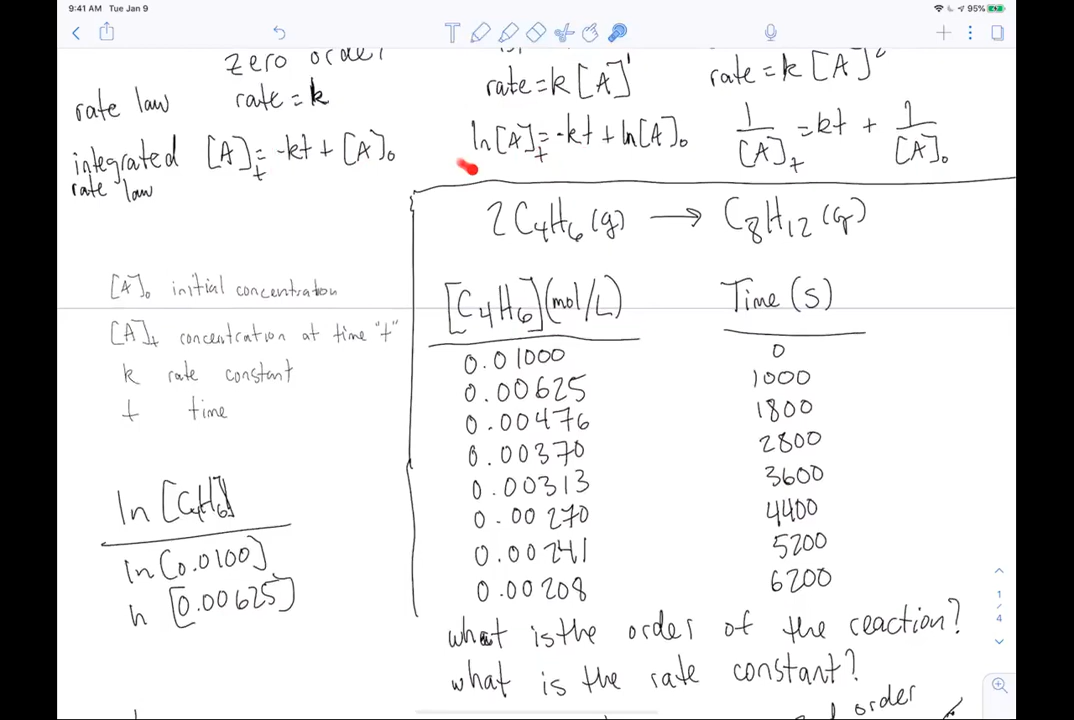 9:41 AM Tue Jan 9
95%
zero order
rate law rate = k
rate = k [A]¹
rate = k [A]²
integrated rate law [A]ₜ = -kt + [A]₀
ln[A]ₜ = -kt + ln[A]₀
1/[A]ₜ = kt + 1/[A]₀
2C₄H₆(g) → C₈H₁₂(g)
[A]₀ initial concentration
[A]ₜ concentration at time "t"
k rate constant
t time
[C₄H₆](mol/L) Time (s)
0.01000 0
0.00625 1000
0.00476 1800
0.00370 2800
0.00313 3600
0.00270 4400
0.00241 5200
0.00208 6200
ln [C₄H₆]
ln [0.0100]
ln [0.00625]
what is the order of the reaction?
what is the rate constant?
order
1
/
4